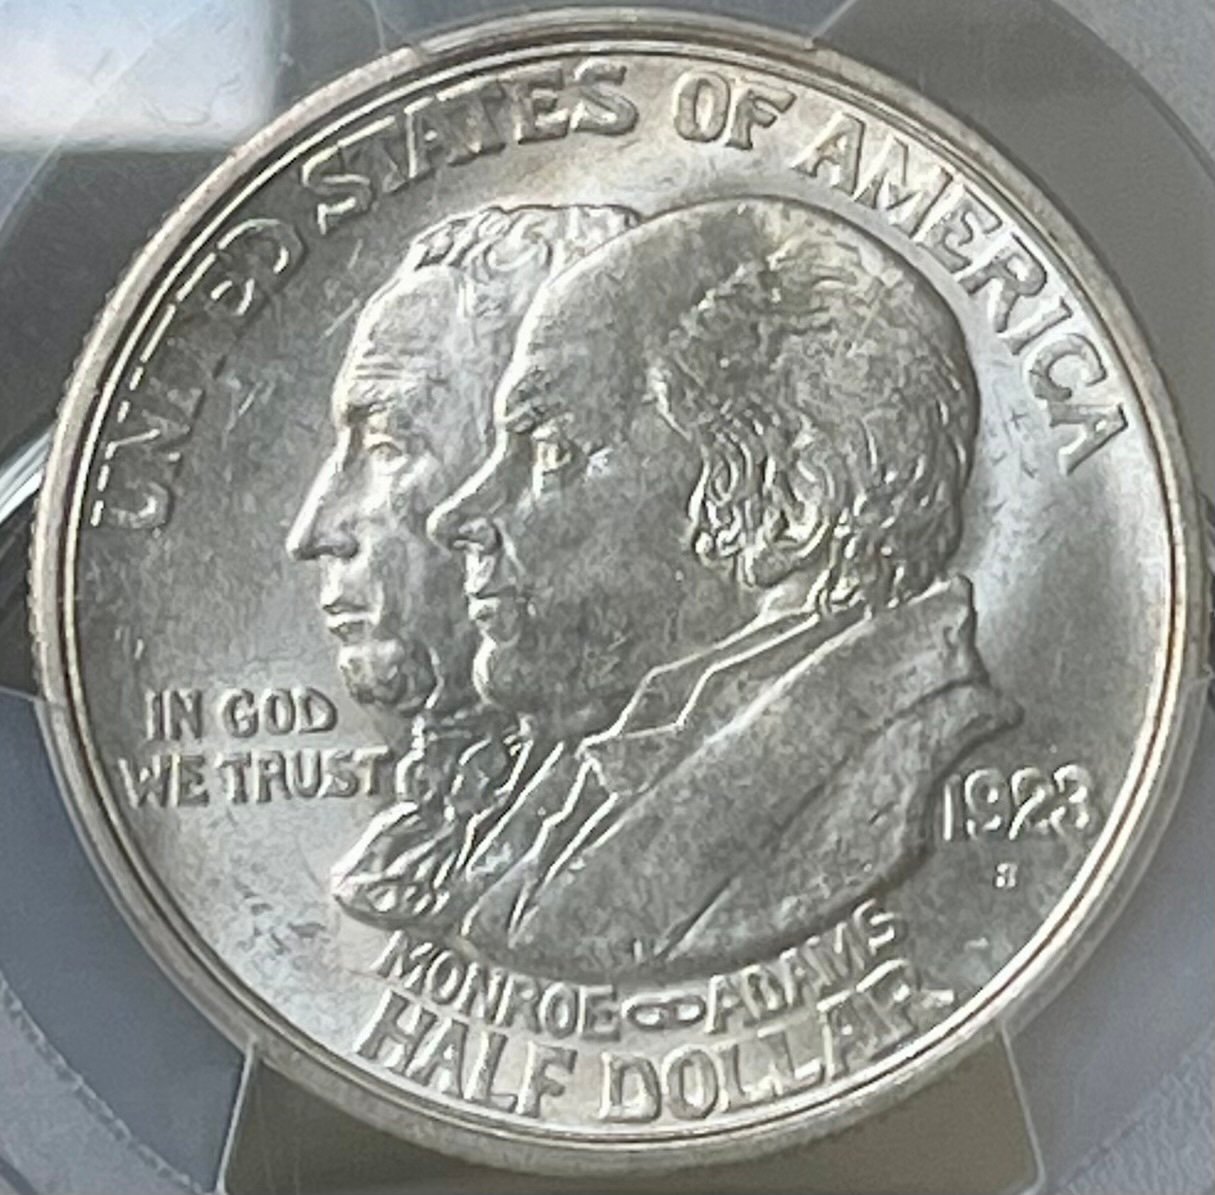 UNITED STATES OF AMERICA
IN GOD
WE TRUST
1923
S
MONROE ADAMS
HALF DOLLAR